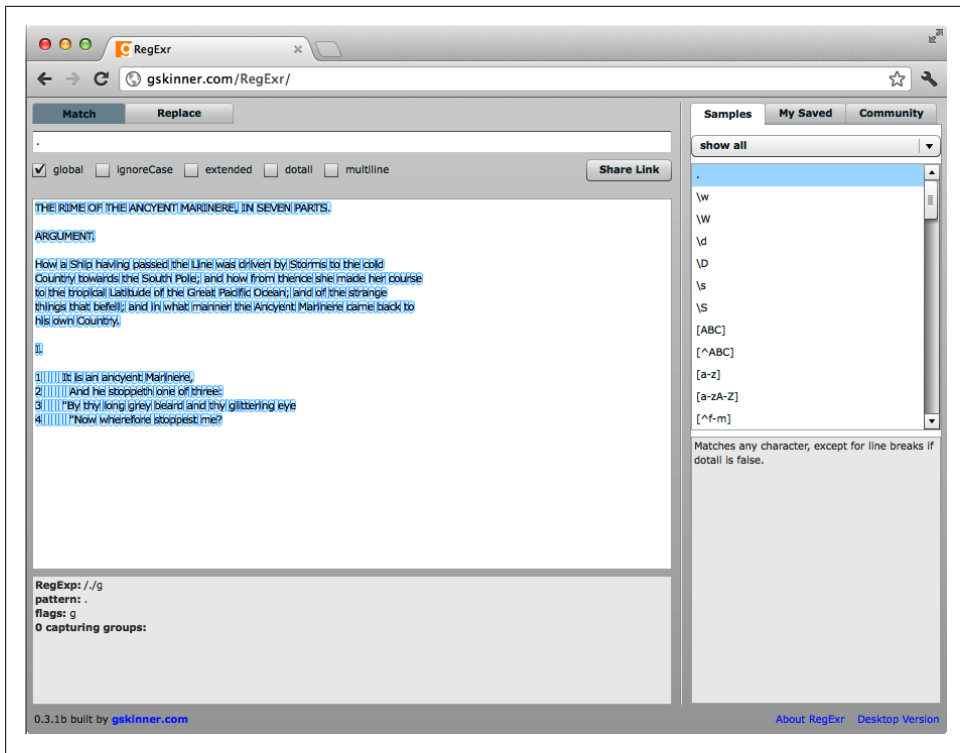 RegExr
gskinner.com/RegExr/
Match Replace
.
global ignoreCase extended dotall multiline Share Link
THE RIME OF THE ANCYENT MARINERE, IN SEVEN PARTS.
ARGUMENT.
How a Ship having passed the Line was driven by Storms to the cold
Country towards the South Pole; and how from thence she made her course
to the tropical Latitude of the Great Pacific Ocean; and of the strange
things that befell; and in what manner the Ancyent Marinere came back to
his own Country.
I.
1 It is an ancyent Marinere,
2 And he stoppeth one of three:
3 "By thy long grey beard and thy glittering eye
4 "Now wherefore stoppest me?
RegExp: /./g
pattern: .
flags: g
0 capturing groups:
Samples My Saved Community
show all
.
\w
\W
\d
\D
\s
\S
[ABC]
[^ABC]
[a-z]
[a-zA-Z]
[^f-m]
Matches any character, except for line breaks if
dotall is false.
0.3.1b built by gskinner.com
About RegExr Desktop Version